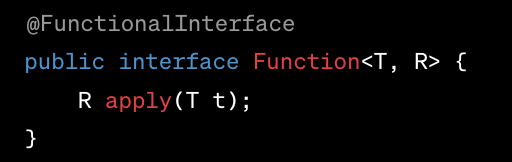 @FunctionalInterface
public interface Function<T, R> {
    R apply(T t);
}